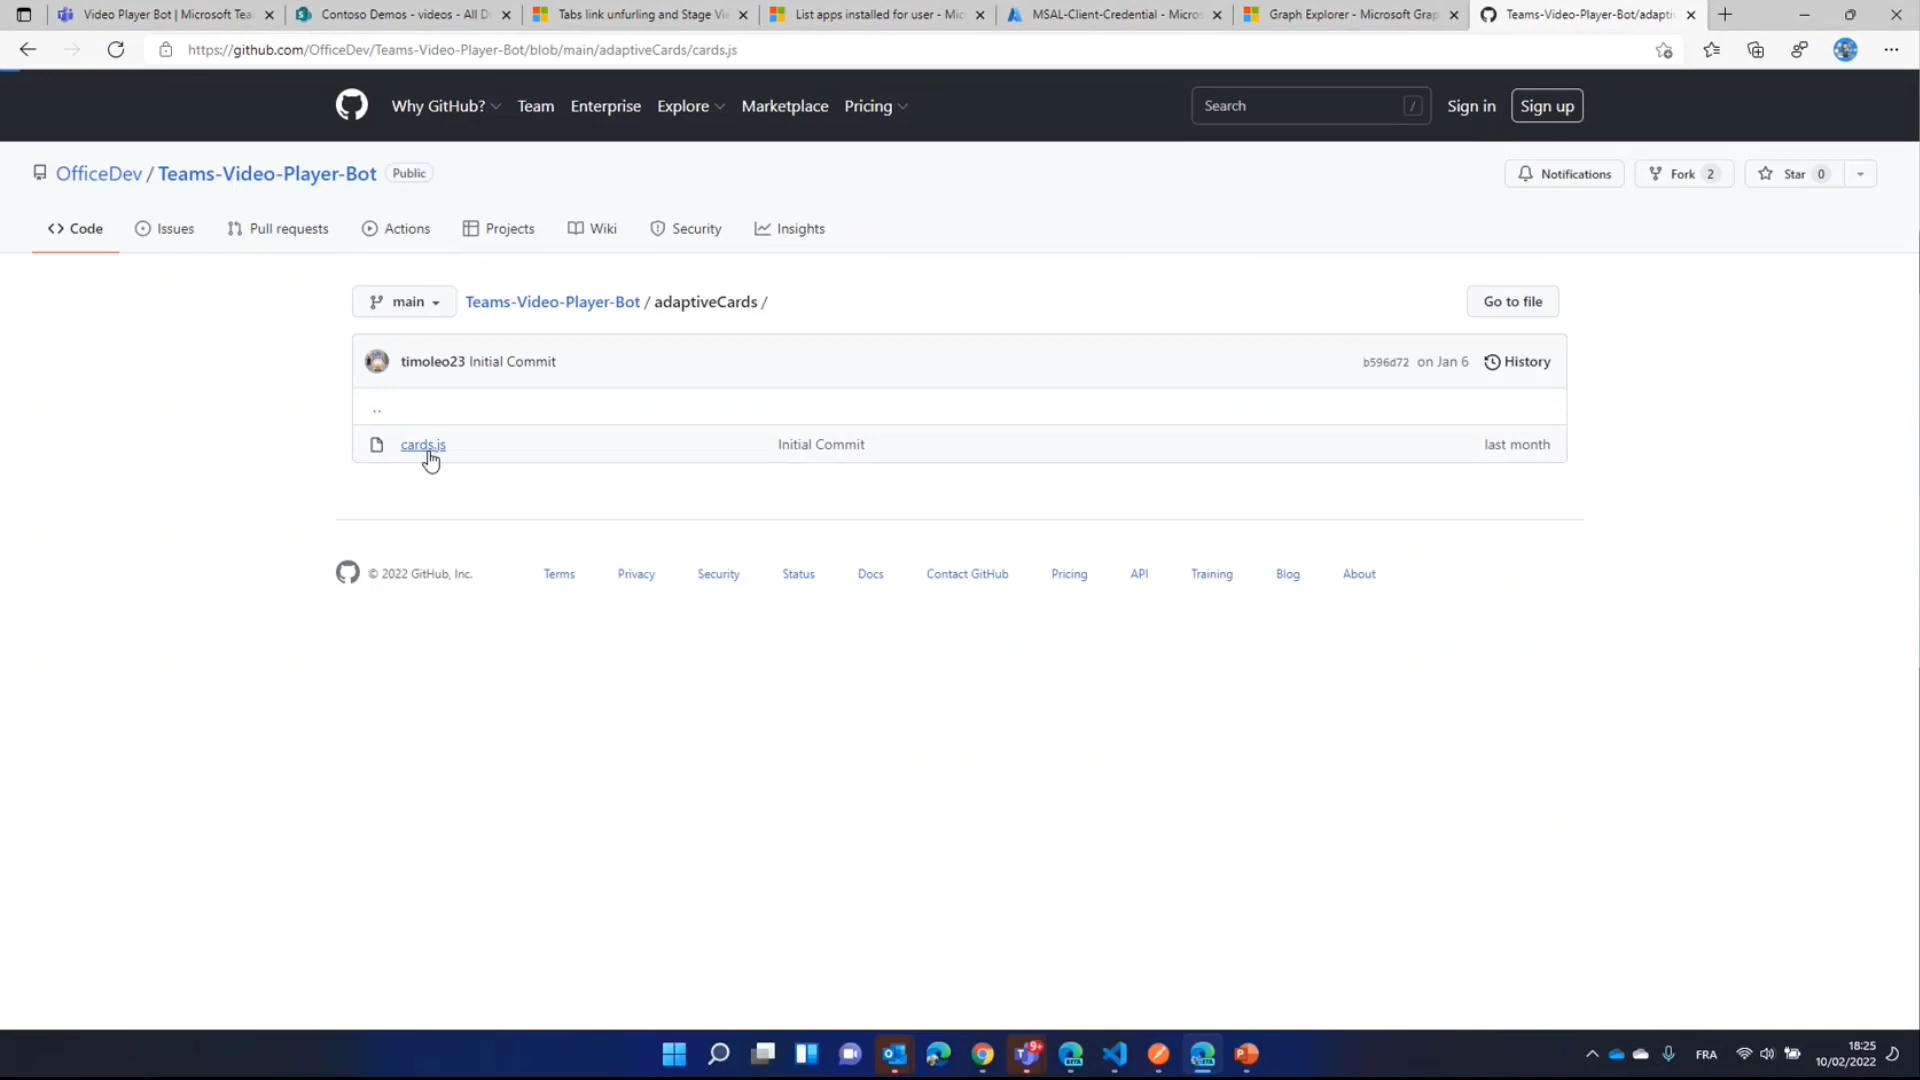 Video Player Bot | Microsoft Tea
Contoso Demos - videos - All D
Tabs link unfurling and Stage Vie
List apps installed for user - Mic
MSAL-Client-Credential - Micros
Graph Explorer - Microsoft Grap
Teams-Video-Player-Bot/adapti
https://github.com/OfficeDev/Teams-Video-Player-Bot/blob/main/adaptiveCards/cards.js
Why GitHub? Team Enterprise Explore Marketplace Pricing Search / Sign in Sign up
OfficeDev / Teams-Video-Player-Bot Public Notifications Fork 2 Star 0
<> Code Issues Pull requests Actions Projects Wiki Security Insights
main Teams-Video-Player-Bot / adaptiveCards / Go to file
timoleo23 Initial Commit b596d72 on Jan 6 History
..
cards.js Initial Commit last month
© 2022 GitHub, Inc. Terms Privacy Security Status Docs Contact GitHub Pricing API Training Blog About
9+
FRA
18:25
10/02/2022